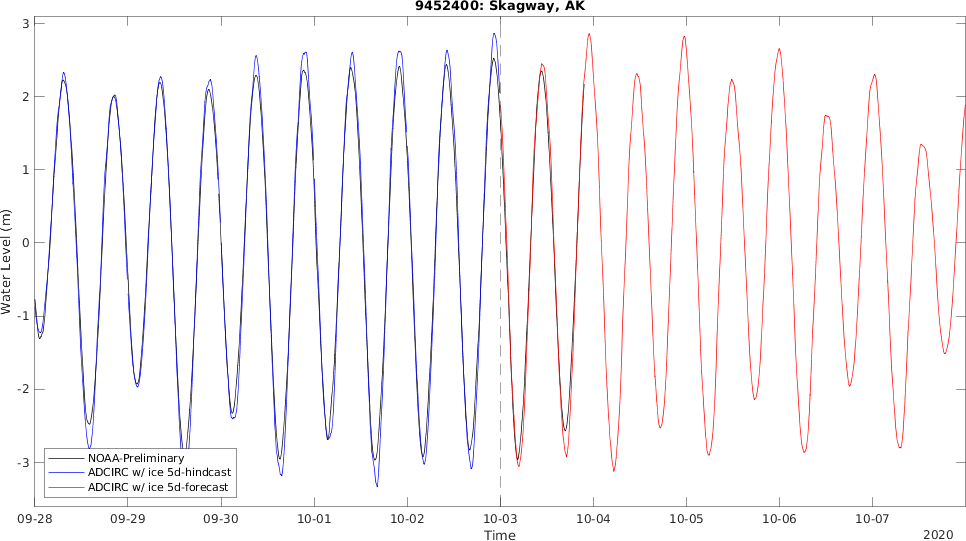 9452400: Skagway, AK
3
2
1
0
-1
-2
-3
Water Level (m)
NOAA-Preliminary
ADCIRC w/ ice 5d-hindcast
ADCIRC w/ ice 5d-forecast
09-28 09-29 09-30 10-01 10-02 10-03 10-04 10-05 10-06 10-07
Time
2020